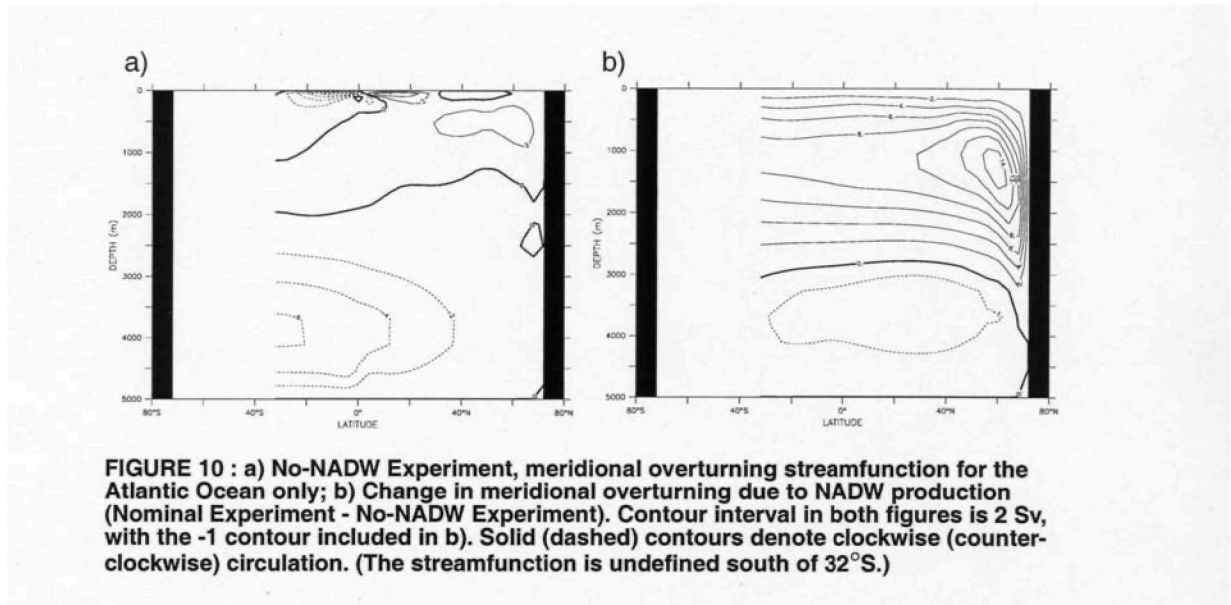 a)
b)
0
1000
2000
3000
4000
5000
DEPTH (m)
80°S
40°S
0°
40°N
80°N
LATITUDE
0
1000
2000
3000
4000
5000
DEPTH (m)
80°S
40°S
0°
40°N
80°N
LATITUDE
FIGURE 10 : a) No-NADW Experiment, meridional overturning streamfunction for the
Atlantic Ocean only; b) Change in meridional overturning due to NADW production
(Nominal Experiment - No-NADW Experiment). Contour interval in both figures is 2 Sv,
with the -1 contour included in b). Solid (dashed) contours denote clockwise (counter-
clockwise) circulation. (The streamfunction is undefined south of 32°S.)